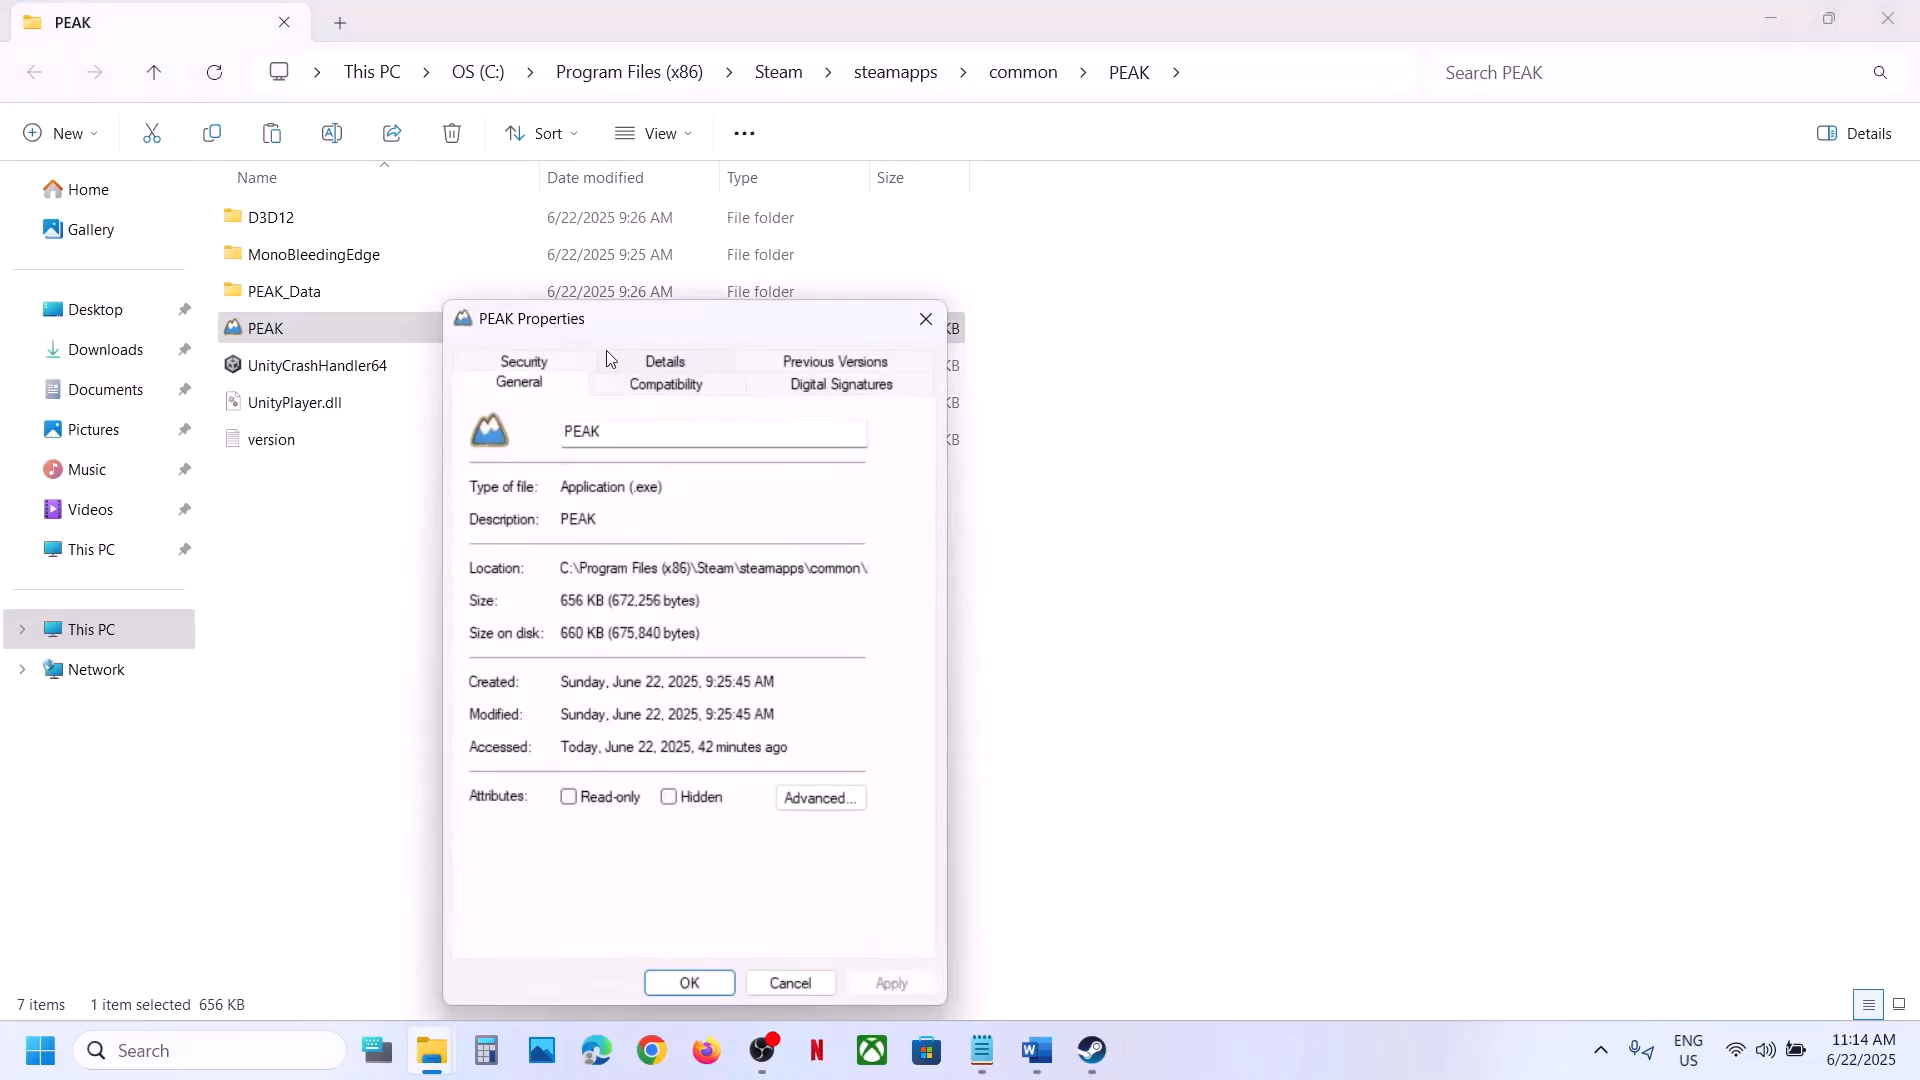 PEAK
This PC
OS (C:)
Program Files (x86)
Steam
steamapps
common
PEAK
Search PEAK
New
Sort
View
Details
Home
Gallery
Desktop
Downloads
Documents
Pictures
Music
Videos
This PC
This PC
Network
Name Date modified Type Size
D3D12 6/22/2025 9:26 AM File folder
MonoBleedingEdge 6/22/2025 9:25 AM File folder
PEAK_Data 6/22/2025 9:26 AM File folder
PEAK KB
UnityCrashHandler64 KB
UnityPlayer.dll KB
version KB
PEAK Properties
Security Details Previous Versions
General Compatibility Digital Signatures
PEAK
Type of file: Application (.exe)
Description: PEAK
Location: C:\Program Files (x86)\Steam\steamapps\common\
Size: 656 KB (672,256 bytes)
Size on disk: 660 KB (675,840 bytes)
Created: Sunday, June 22, 2025, 9:25:45 AM
Modified: Sunday, June 22, 2025, 9:25:45 AM
Accessed: Today, June 22, 2025, 42 minutes ago
Attributes: Read-only Hidden Advanced...
OK Cancel Apply
7 items 1 item selected 656 KB
Search
ENG
US
11:14 AM
6/22/2025